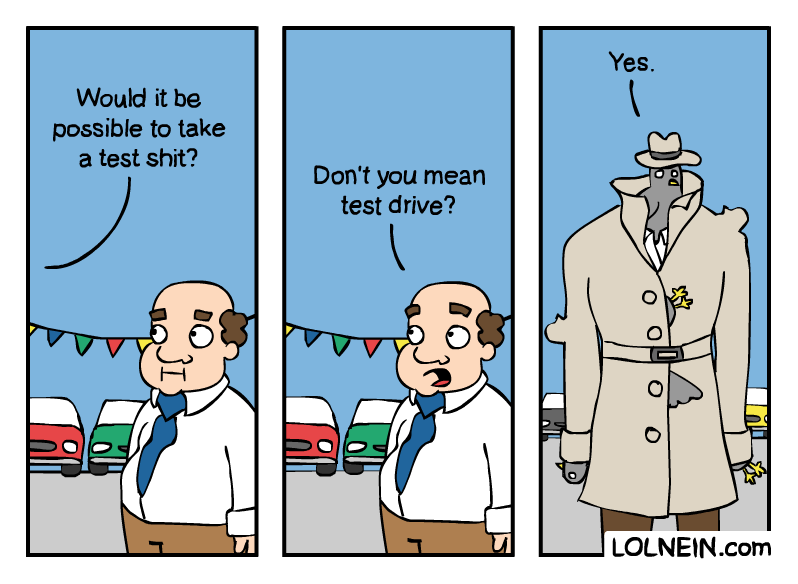 Would it be
possible to take
a test shit?
Don't you mean
test drive?
Yes.
LOLNEIN.com